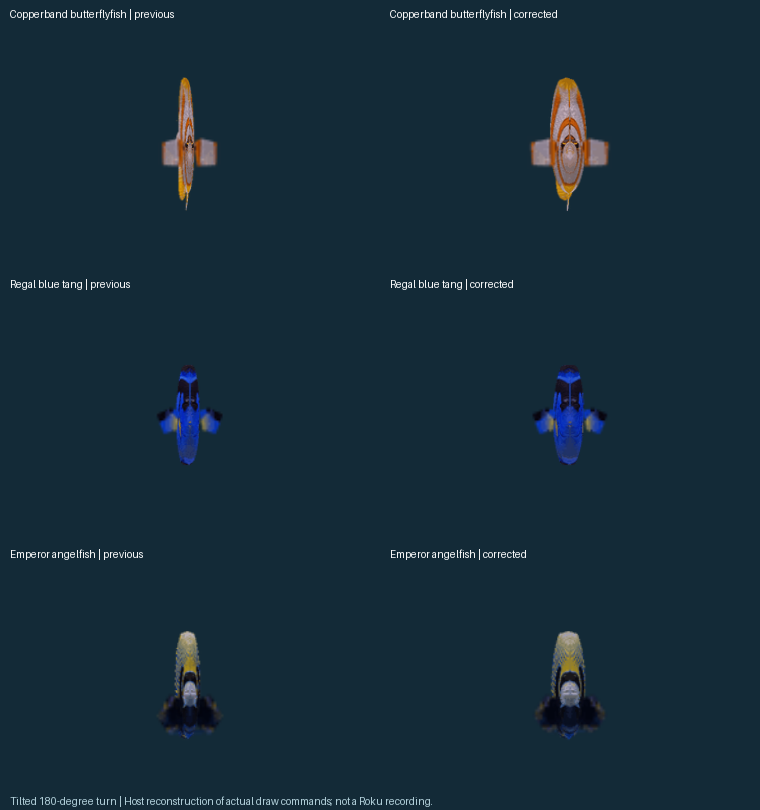 Copperband butterflyfish | previous
Copperband butterflyfish | corrected
Regal blue tang | previous
Regal blue tang | corrected
Emperor angelfish | previous
Emperor angelfish | corrected
Tilted 180-degree turn | Host reconstruction of actual draw commands; not a Roku recording.